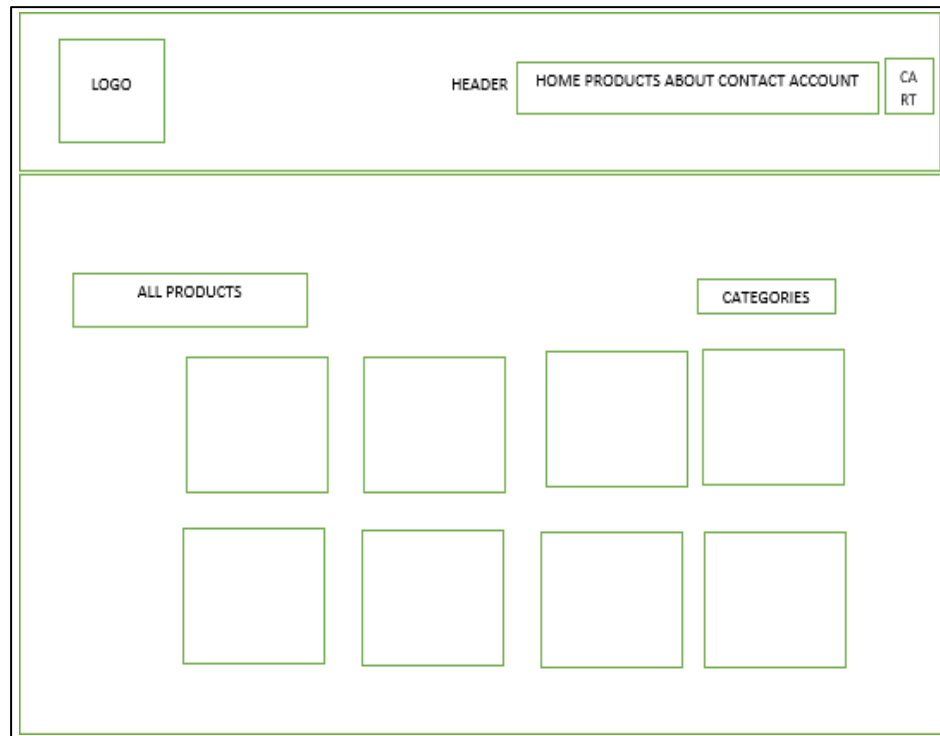 LOGO
HEADER
HOME PRODUCTS ABOUT CONTACT ACCOUNT
CA
RT
ALL PRODUCTS
CATEGORIES